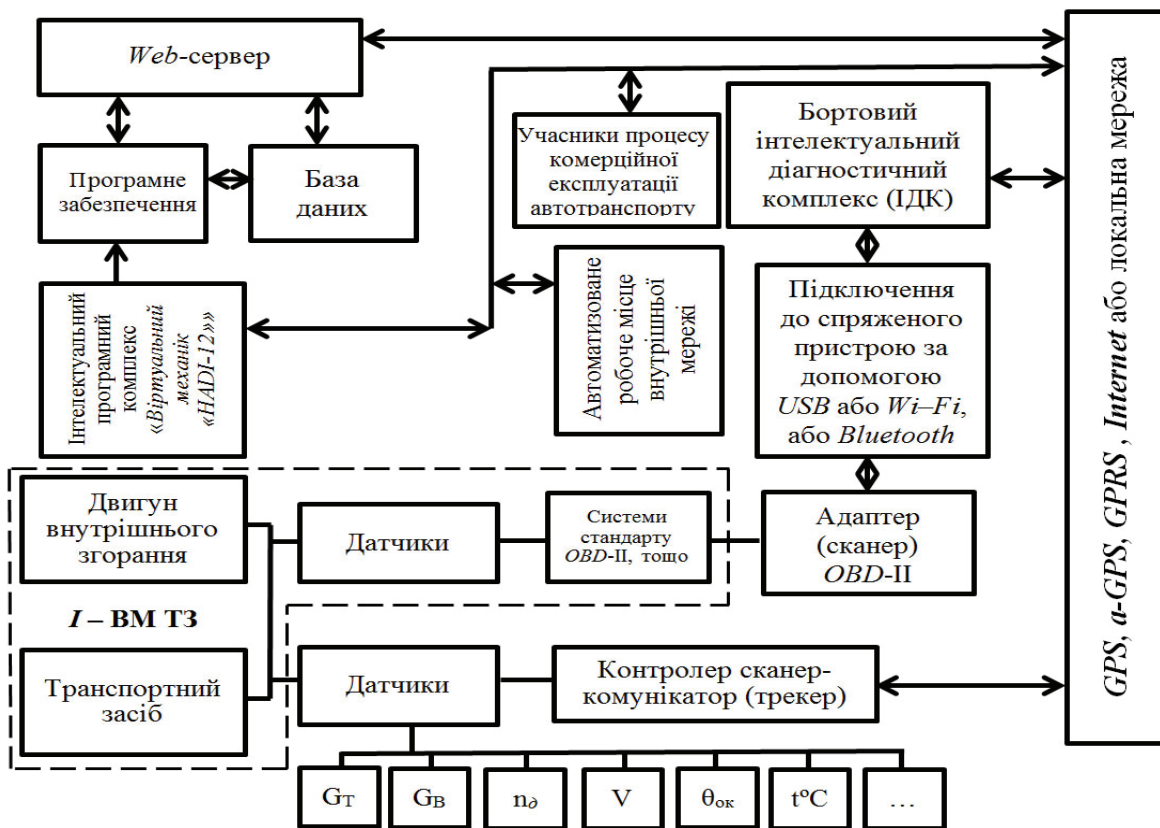 Web-сервер
Програмне
забезпечення
База
даних
Інтелектуальний
програмний
комплекс
«Віртуальний
механік
«HADI-12»»
Учасники процесу
комерційної
експлуатації
автотранспорту
Автоматизоване
робоче місце
внутрішньої
мережі
Бортовий
інтелектуальний
діагностичний
комплекс (ІДК)
Підключення
до спряженого
пристрою за
допомогою
USB або Wi–Fi,
або Bluetooth
GPS, a-GPS, GPRS , Internet або локальна мережа
Двигун
внутрішнього
згорання
Датчики
Системи
стандарту
OBD-II, тощо
Адаптер
(сканер)
OBD-II
I – ВМ ТЗ
Транспортний
засіб
Датчики
Контролер сканер-
комунікатор (трекер)
GТ
GВ
n∂
V
θок
tºC
…